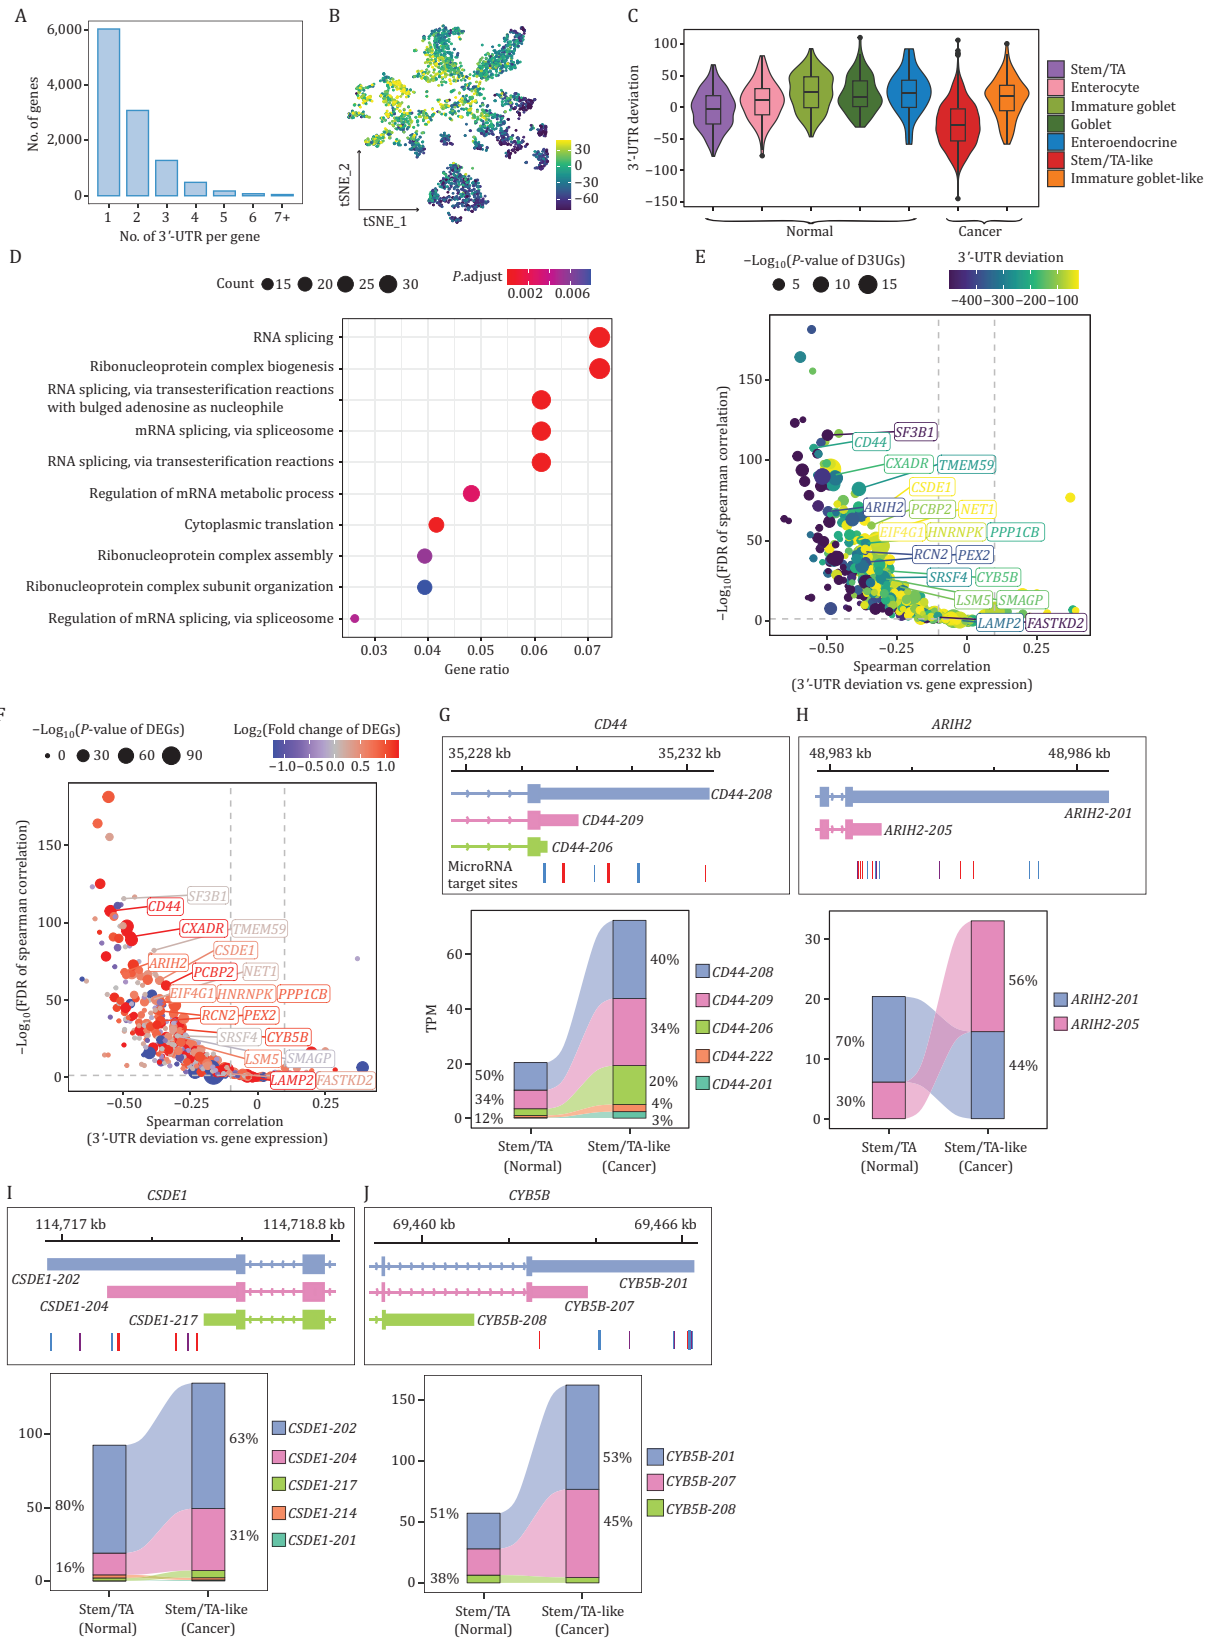 A
6,000
4,000
2,000
0
No. of genes
1 2 3 4 5 6 7+
No. of 3′-UTR per gene
B
tSNE_2
tSNE_1
30
0
−30
−60
C
3′-UTR deviation
100
50
0
−50
−100
−150
Normal
Cancer
Stem/TA
Enterocyte
Immature goblet
Goblet
Enteroendocrine
Stem/TA-like
Immature goblet-like
D
Count 15 20 25 30
P.adjust
0.002 0.006
RNA splicing
Ribonucleoprotein complex biogenesis
RNA splicing, via transesterification reactions
with bulged adenosine as nucleophile
mRNA splicing, via spliceosome
RNA splicing, via transesterification reactions
Regulation of mRNA metabolic process
Cytoplasmic translation
Ribonucleoprotein complex assembly
Ribonucleoprotein complex subunit organization
Regulation of mRNA splicing, via spliceosome
0.03 0.04 0.05 0.06 0.07
Gene ratio
E
−Log10(P-value of D3UGs)
5 10 15
3′-UTR deviation
−400 −300 −200 −100
−Log10(FDR of spearman correlation)
150
100
50
0
SF3B1
CD44
CXADR TMEM59
CSDE1
ARIH2 PCBP2 NET1
EIF4G1 HNRNPK PPP1CB
RCN2 PEX2
SRSF4 CYB5B
LSM5 SMAGP
LAMP2 FASTKD2
−0.50 −0.25 0 0.25
Spearman correlation
(3′-UTR deviation vs. gene expression)
F
−Log10(P-value of DEGs)
0 30 60 90
Log2(Fold change of DEGs)
−1.0 −0.5 0.0 0.5 1.0
−Log10(FDR of spearman correlation)
150
100
50
0
SF3B1
CD44
CXADR TMEM59
CSDE1
ARIH2
PCBP2 NET1
EIF4G1 HNRNPK PPP1CB
RCN2 PEX2
SRSF4 CYB5B
LSM5 SMAGP
LAMP2 FASTKD2
−0.50 −0.25 0 0.25
Spearman correlation
(3′-UTR deviation vs. gene expression)
G
CD44
35,228 kb 35,232 kb
CD44-208
CD44-209
CD44-206
MicroRNA
target sites
TPM
60
40
20
0
50%
34%
12%
40%
34%
20%
4%
3%
Stem/TA
(Normal)
Stem/TA-like
(Cancer)
CD44-208
CD44-209
CD44-206
CD44-222
CD44-201
H
ARIH2
48,983 kb 48,986 kb
ARIH2-201
ARIH2-205
30
20
10
0
70%
30%
56%
44%
Stem/TA
(Normal)
Stem/TA-like
(Cancer)
ARIH2-201
ARIH2-205
I
CSDE1
114,717 kb 114,718.8 kb
CSDE1-202
CSDE1-204
CSDE1-217
100
50
0
80%
16%
63%
31%
Stem/TA
(Normal)
Stem/TA-like
(Cancer)
CSDE1-202
CSDE1-204
CSDE1-217
CSDE1-214
CSDE1-201
J
CYB5B
69,460 kb 69,466 kb
CYB5B-201
CYB5B-207
CYB5B-208
150
100
50
0
51%
38%
53%
45%
Stem/TA
(Normal)
Stem/TA-like
(Cancer)
CYB5B-201
CYB5B-207
CYB5B-208